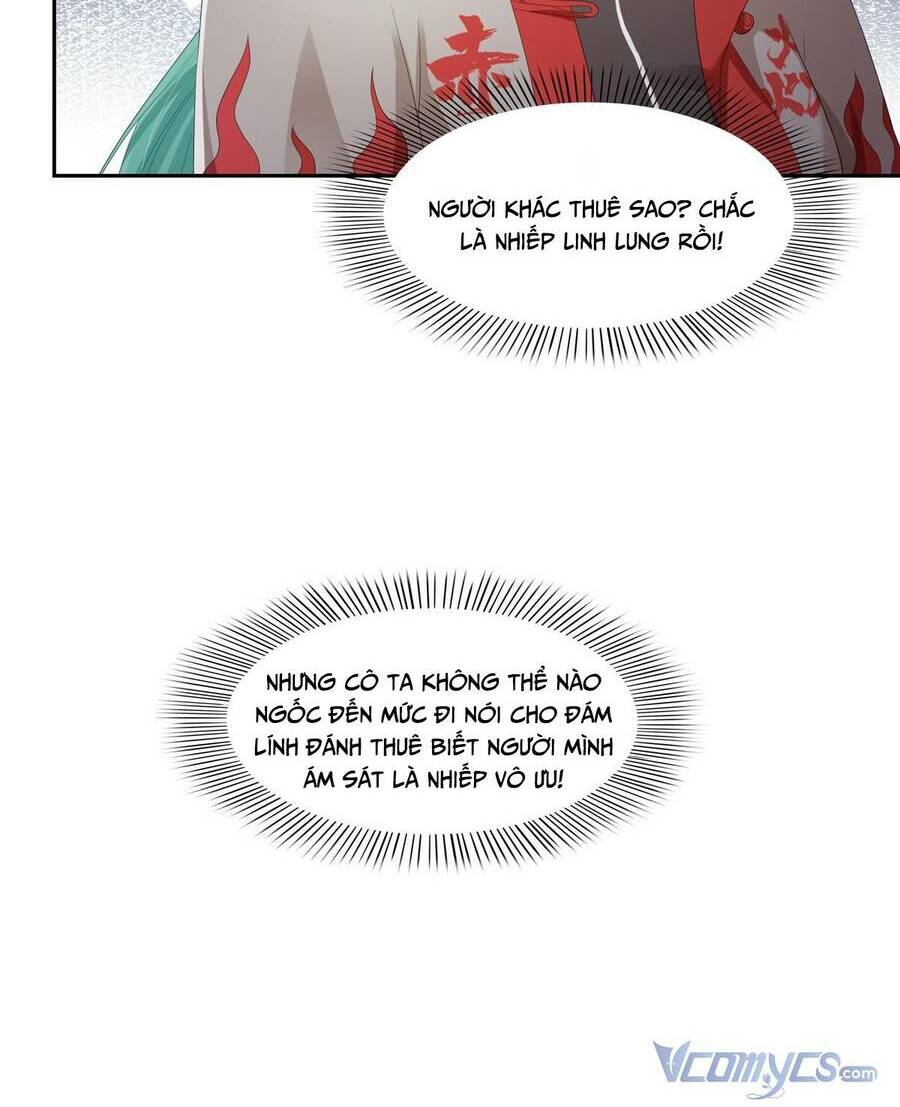 赤
NGƯỜI KHÁC THUÊ SAO? CHẮC
LÀ NHIẾP LINH LUNG RỒI!
NHƯNG CÔ TA KHÔNG THỂ NÀO
NGỐC ĐẾN MỨC ĐI NÓI CHO ĐÁM
LÍNH ĐÁNH THUÊ BIẾT NGƯỜI MÌNH
ÁM SÁT LÀ NHIẾP VÔ ƯU!
VCOMYCS.com